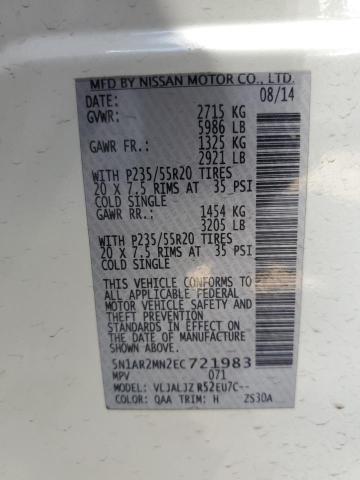 MFD BY NISSAN MOTOR CO., LTD.
DATE: 08/14
GVWR: 2715 KG
5986 LB
GAWR FR.: 1325 KG
2921 LB
WITH P235/55R20 TIRES
20 X 7.5 RIMS AT 35 PSI
COLD SINGLE
GAWR RR.: 1454 KG
3205 LB
WITH P235/55R20 TIRES
20 X 7.5 RIMS AT 35 PSI
COLD SINGLE
THIS VEHICLE CONFORMS TO
ALL APPLICABLE FEDERAL
MOTOR VEHICLE SAFETY AND
THEFT PREVENTION
STANDARDS IN EFFECT ON
THE DATE OF MANUFACTURE
SHOWN ABOVE.
5N1AR2MN2EC721983
MPV 071
MODEL: VLJALJZ R52EU7C--
COLOR: QAA TRIM: H ZS30A